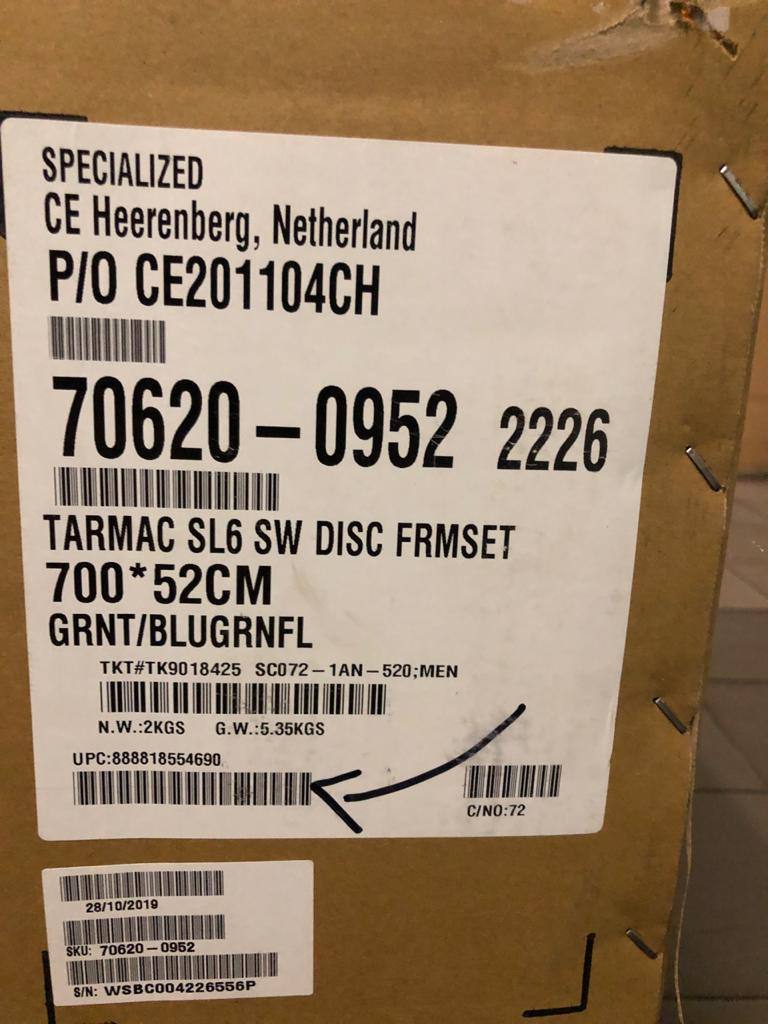 SPECIALIZED
CE Heerenberg, Netherland
P/O CE201104CH
70620-0952 2226
TARMAC SL6 SW DISC FRMSET
700*52CM
GRNT/BLUGRNFL
TKT#TK9018425 SC072-1AN-520;MEN
N.W.:2KGS G.W.:5.35KGS
UPC:888818554690
C/NO:72
28/10/2019
SKU: 70620-0952
S/N: WSBC004226556P